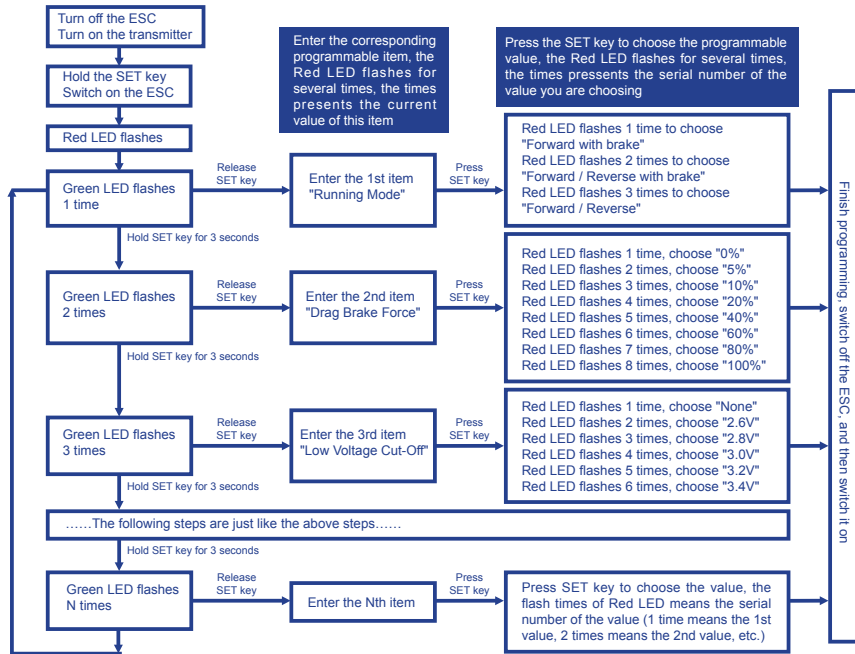 Turn off the ESC
Turn on the transmitter
Enter the corresponding
programmable item, the
Red LED flashes for
several times, the times
presents the current
value of this item
Press the SET key to choose the programmable
value, the Red LED flashes for several times,
the times pressents the serial number of the
value you are choosing
Hold the SET key
Switch on the ESC
Red LED flashes
Green LED flashes
1 time
Release
SET key
Enter the 1st item
"Running Mode"
Press
SET key
Red LED flashes 1 time to choose
"Forward with brake"
Red LED flashes 2 times to choose
"Forward / Reverse with brake"
Red LED flashes 3 times to choose
"Forward / Reverse"
Hold SET key for 3 seconds
Green LED flashes
2 times
Release
SET key
Enter the 2nd item
"Drag Brake Force"
Press
SET key
Red LED flashes 1 time, choose "0%"
Red LED flashes 2 times, choose "5%"
Red LED flashes 3 times, choose "10%"
Red LED flashes 4 times, choose "20%"
Red LED flashes 5 times, choose "40%"
Red LED flashes 6 times, choose "60%"
Red LED flashes 7 times, choose "80%"
Red LED flashes 8 times, choose "100%"
Hold SET key for 3 seconds
Green LED flashes
3 times
Release
SET key
Enter the 3rd item
"Low Voltage Cut-Off"
Press
SET key
Red LED flashes 1 time, choose "None"
Red LED flashes 2 times, choose "2.6V"
Red LED flashes 3 times, choose "2.8V"
Red LED flashes 4 times, choose "3.0V"
Red LED flashes 5 times, choose "3.2V"
Red LED flashes 6 times, choose "3.4V"
Hold SET key for 3 seconds
......The following steps are just like the above steps......
Hold SET key for 3 seconds
Green LED flashes
N times
Release
SET key
Enter the Nth item
Press
SET key
Press SET key to choose the value, the
flash times of Red LED means the serial
number of the value (1 time means the 1st
value, 2 times means the 2nd value, etc.)
Finish programming, switch off the ESC, and then switch it on